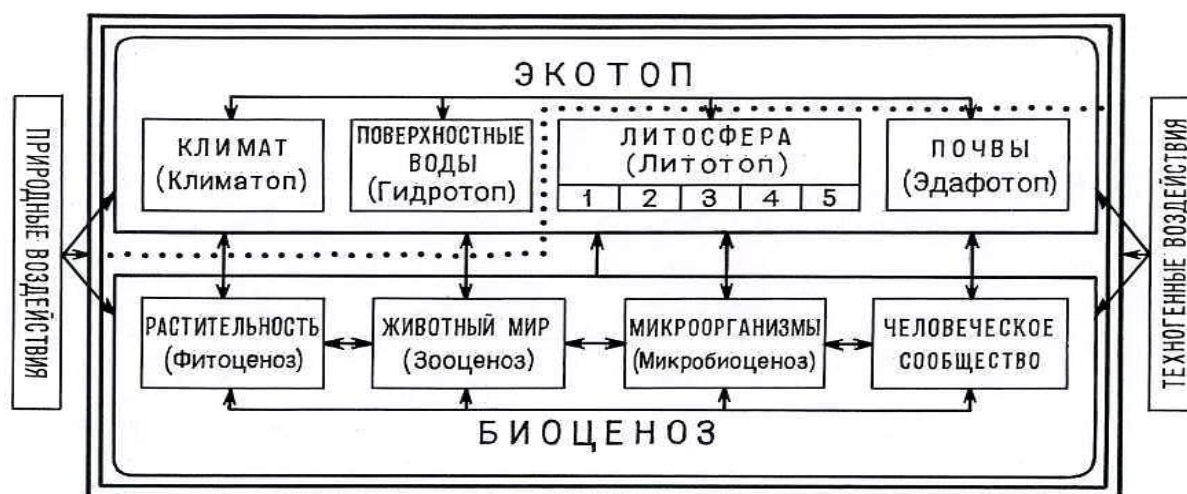 ЭКОТОП
КЛИМАТ
(Климатоп)
ПОВЕРХНОСТНЫЕ
ВОДЫ
(Гидротоп)
ЛИТОСФЕРА
(Литотоп)
1 2 3 4 5
ПОЧВЫ
(Эдафотоп)
ПРИРОДНЫЕ ВОЗДЕЙСТВИЯ
ТЕХНОГЕННЫЕ ВОЗДЕЙСТВИЯ
РАСТИТЕЛЬНОСТЬ
(Фитоценоз)
ЖИВОТНЫЙ МИР
(Зооценоз)
МИКРООРГАНИЗМЫ
(Микробиоценоз)
ЧЕЛОВЕЧЕСКОЕ
СООБЩЕСТВО
БИОЦЕНОЗ